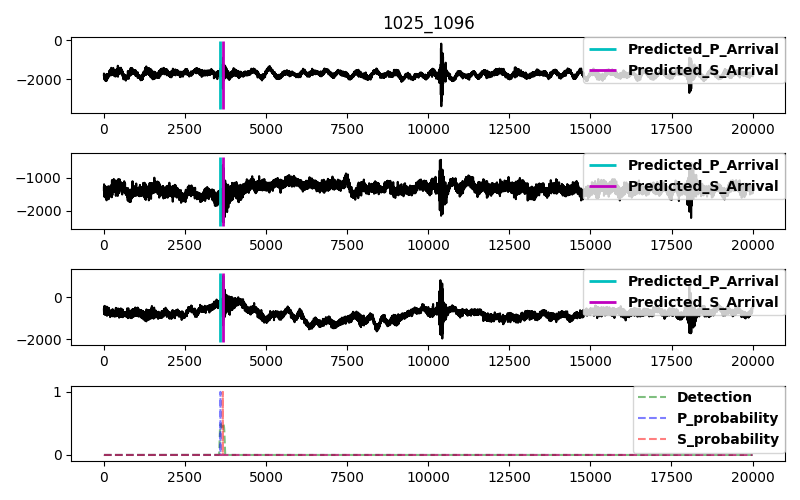 1025_1096
0
−2000
Predicted_P_Arrival
Predicted_S_Arrival
0 2500 5000 7500 10000 12500 15000 17500 20000
−1000
−2000
Predicted_P_Arrival
Predicted_S_Arrival
0 2500 5000 7500 10000 12500 15000 17500 20000
0
−2000
Predicted_P_Arrival
Predicted_S_Arrival
0 2500 5000 7500 10000 12500 15000 17500 20000
1
0
Detection
P_probability
S_probability
0 2500 5000 7500 10000 12500 15000 17500 20000